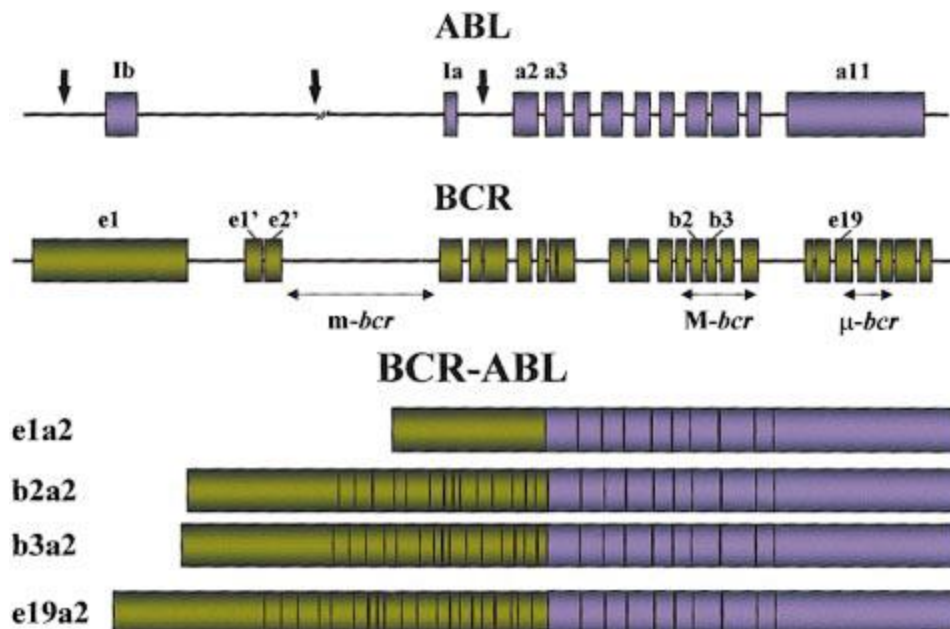 ABL
Ib Ia a2 a3 a11
BCR
e1 e1' e2' b2 b3 e19
m-bcr M-bcr μ-bcr
BCR-ABL
e1a2
b2a2
b3a2
e19a2